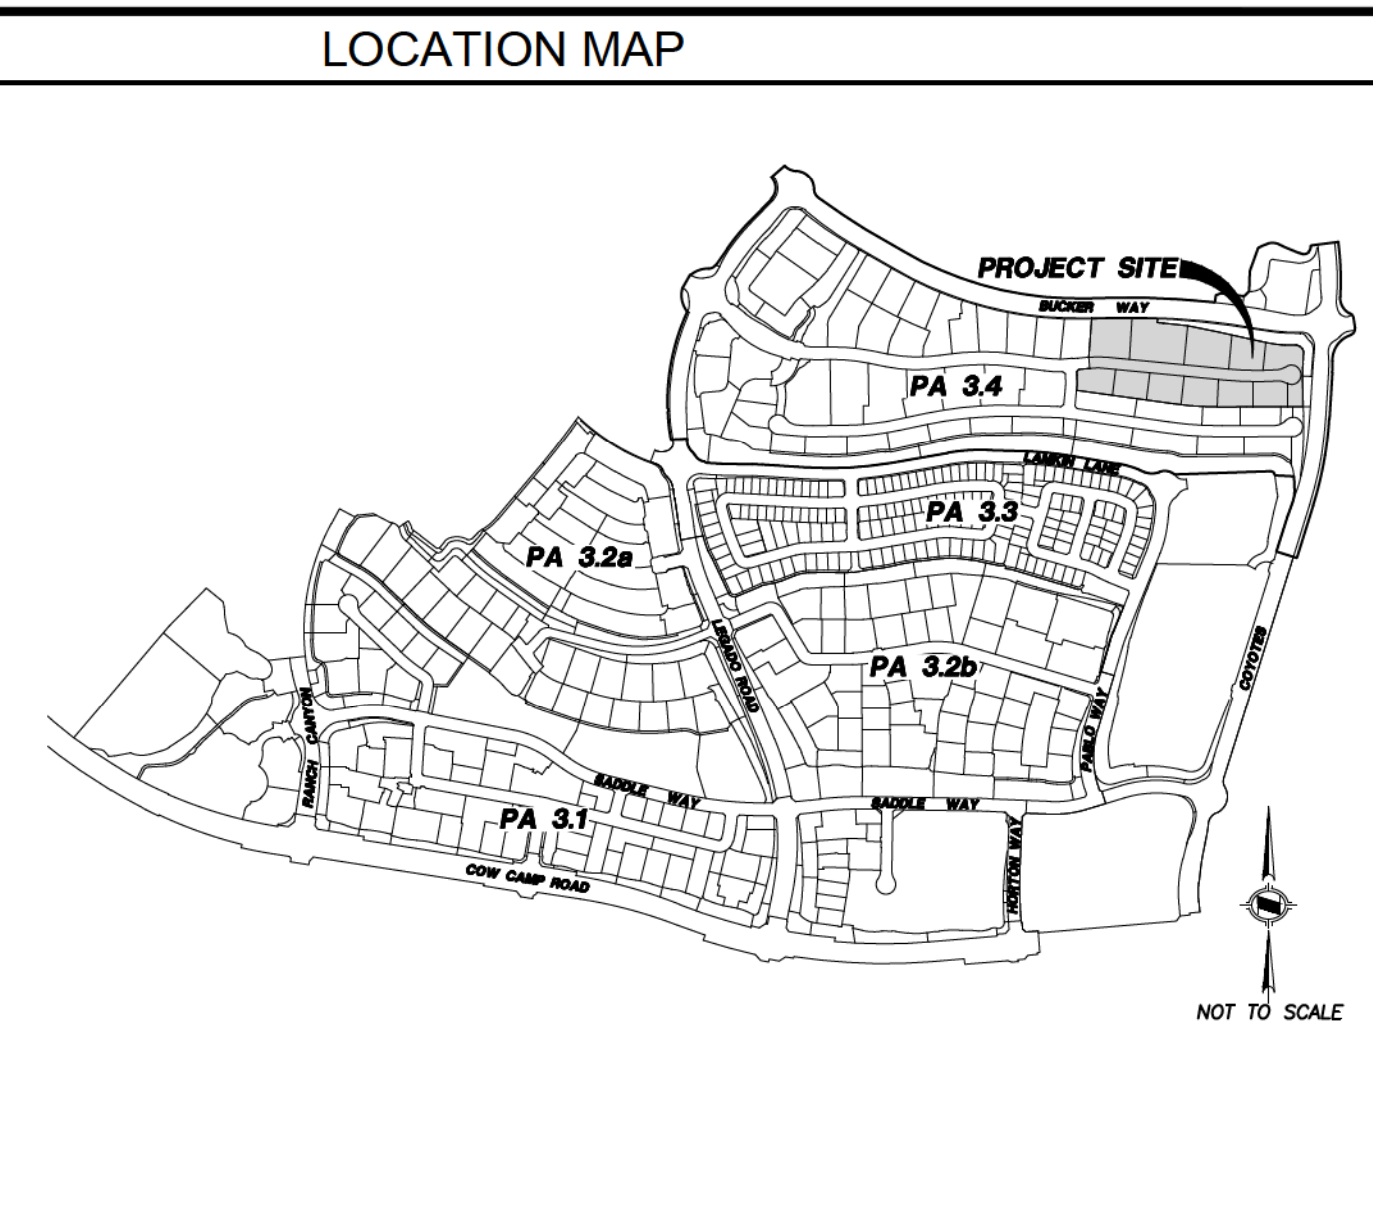 LOCATION MAP
PROJECT SITE
BUCKER WAY
PA 3.4
LAMKIN LANE
PA 3.3
PA 3.2a
LEGADO ROAD
COYOTES
PA 3.2b
RANCH CANYON
PABLO WAY
SADDLE WAY
SADDLE WAY
PA 3.1
HORTON WAY
COW CAMP ROAD
NOT TO SCALE